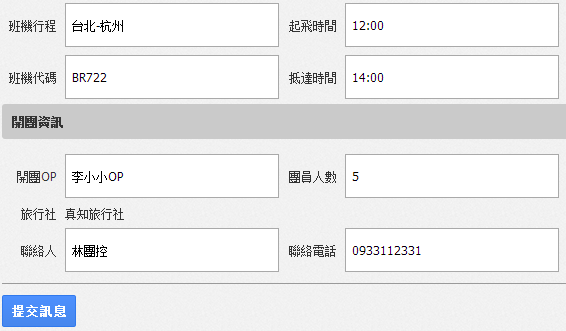 班機行程 台北-杭州 起飛時間 12:00
班機代碼 BR722 抵達時間 14:00
開團資訊
開團OP 李小小OP 團員人數 5
旅行社 真知旅行社
聯絡人 林團控 聯絡電話 0933112331
提交訊息